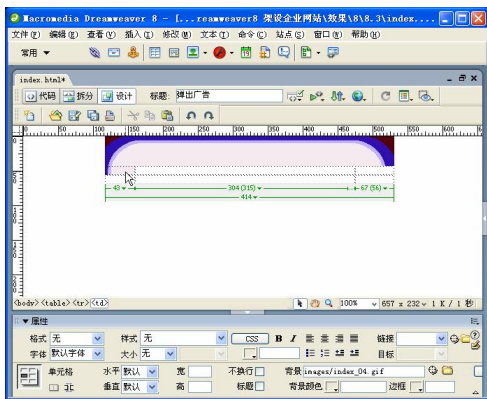 Macromedia Dreamweaver 8 - [...reamweaver8 架设企业网站\效果\8\8.3\index....
文件(F) 编辑(E) 查看(V) 插入(I) 修改(M) 文本(T) 命令(C) 站点(S) 窗口(W) 帮助(H)
常用
index.html*
代码 拆分 设计 标题: 弹出广告
0 50 100 150 200 250 300 350 400 450 500 550 600
43 304 (315) 67 (56)
414
<body> <table> <tr> <td> 100% 657 x 232 1 K / 1 秒
属性
格式 无 样式 无 CSS B I 链接
字体 默认字体 大小 无 目标
单元格 水平 默认 宽 不换行 背景 images/index_04.gif
垂直 默认 高 标题 背景颜色 边框